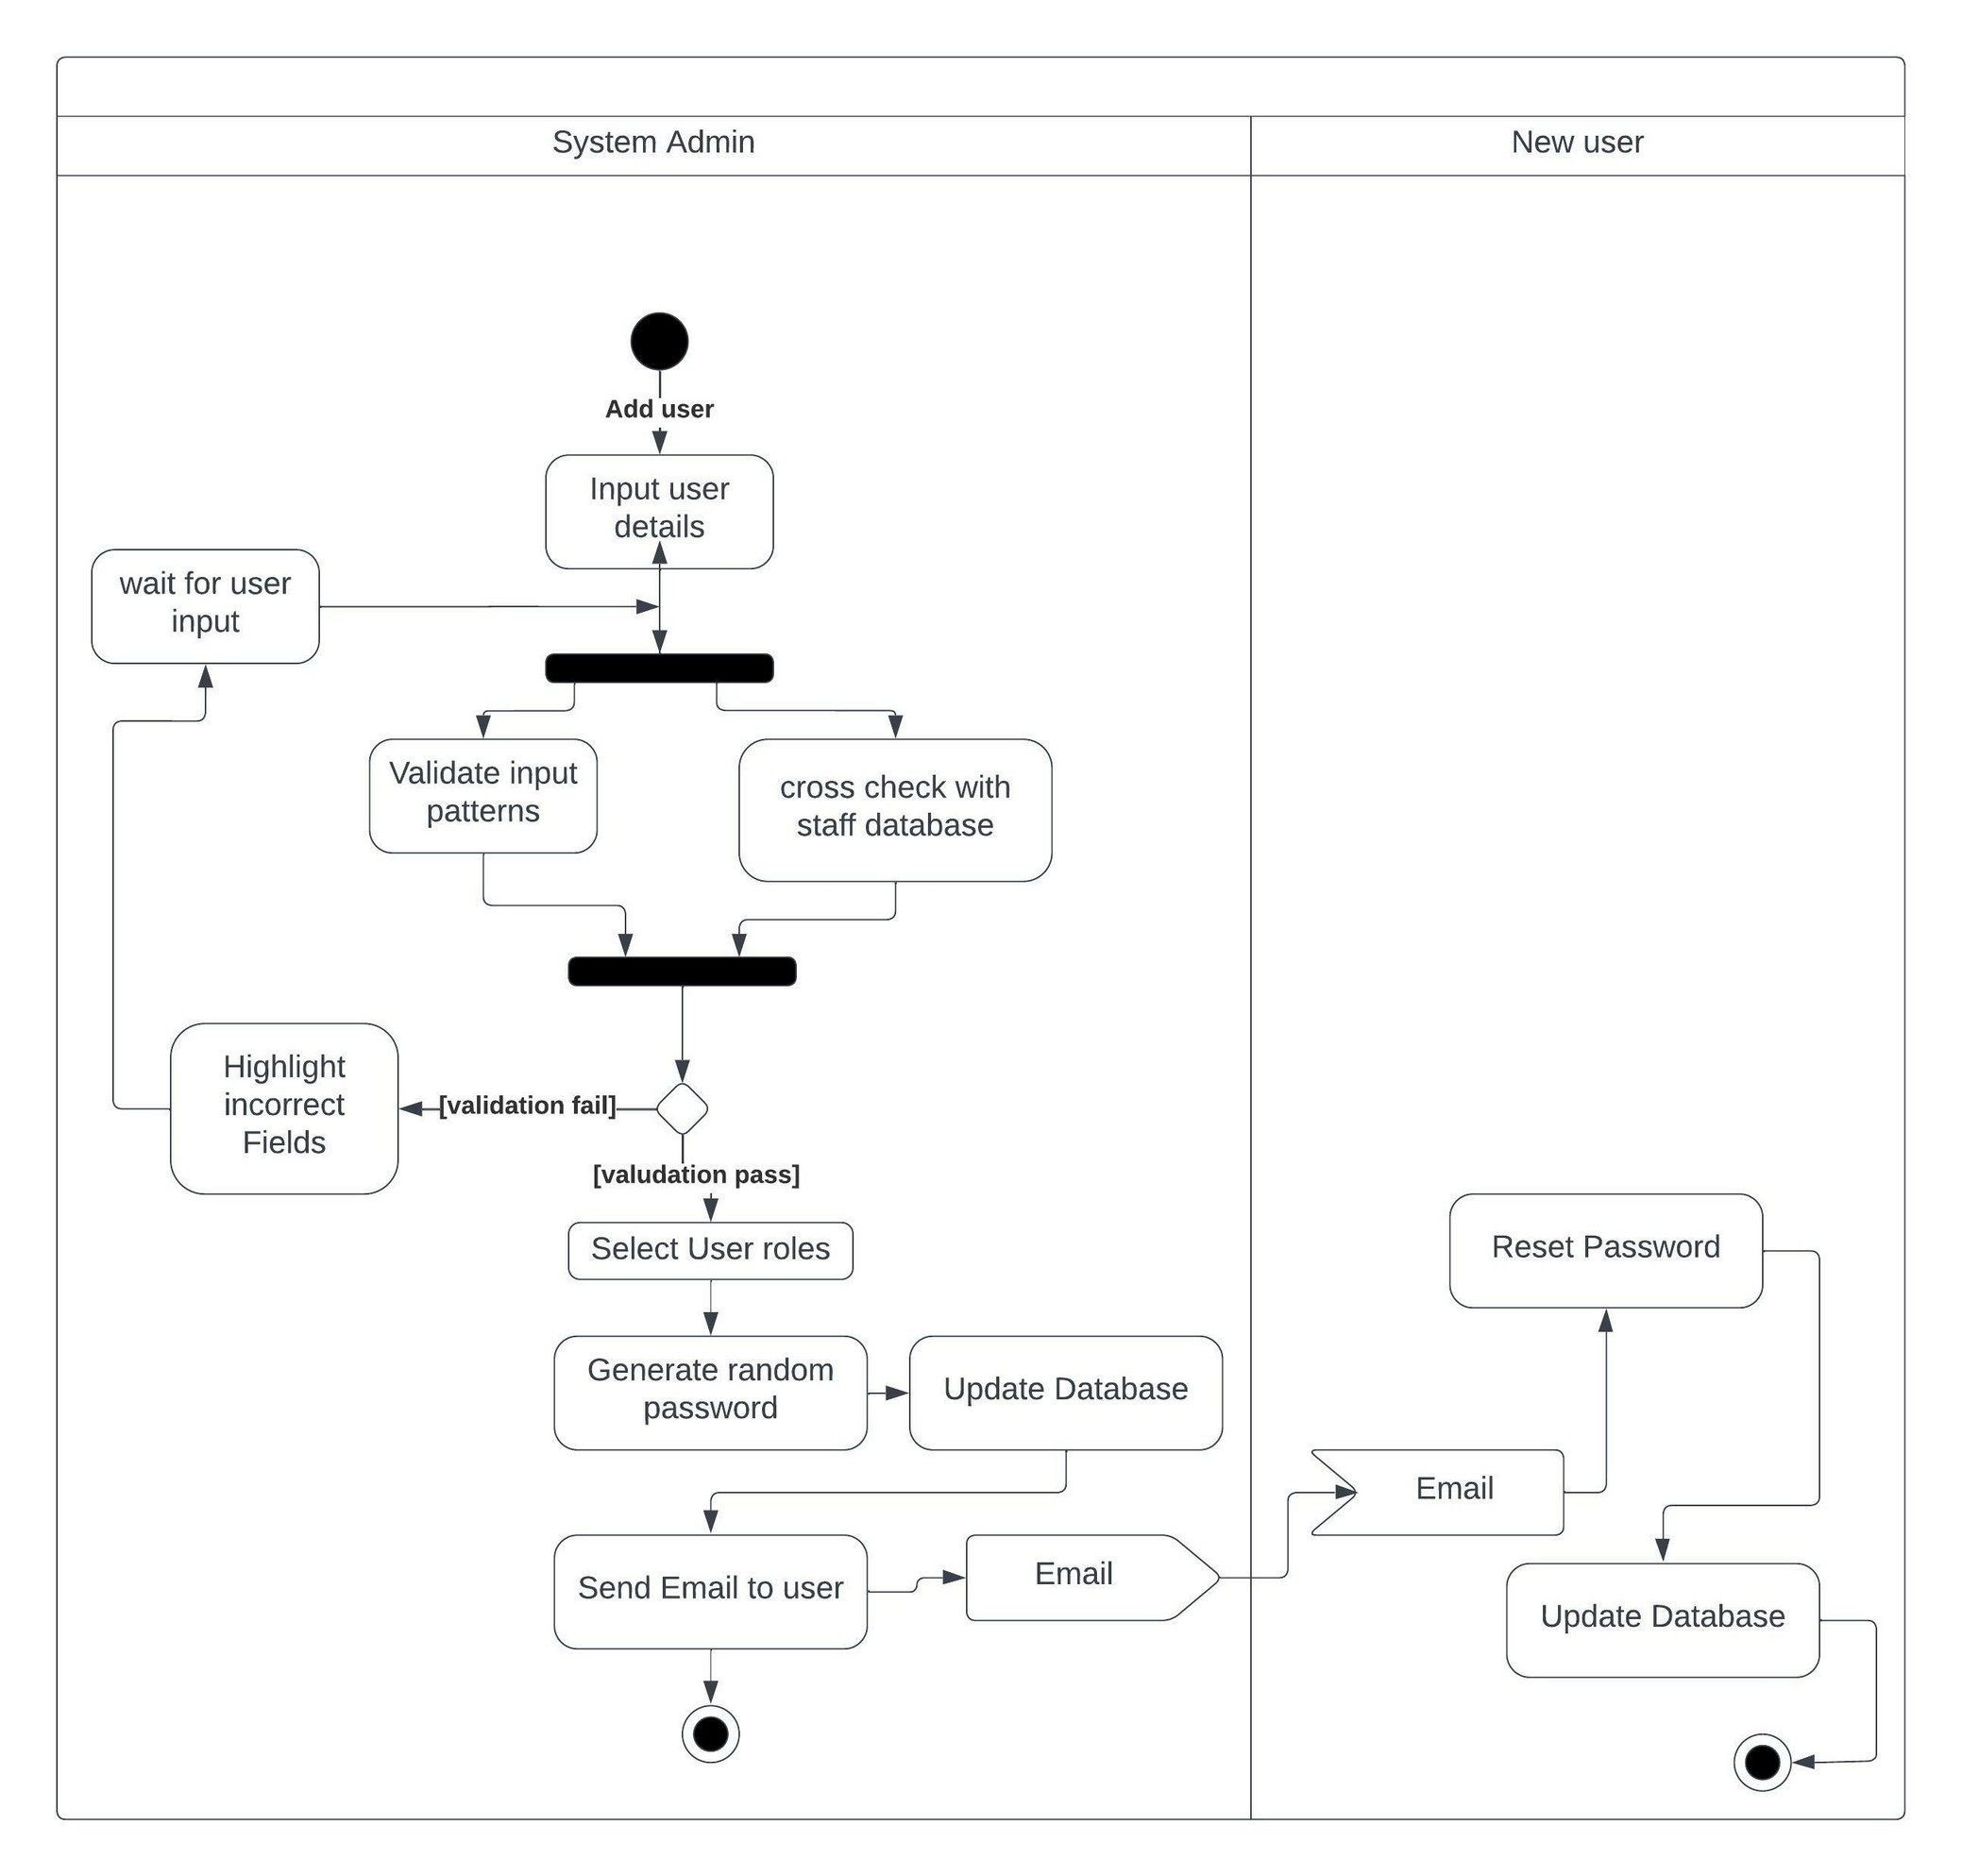 System Admin
New user
Add user
Input user
details
wait for user
input
Validate input
patterns
cross check with
staff database
Highlight
incorrect
Fields
[validation fail]
[valudation pass]
Select User roles
Reset Password
Generate random
password
Update Database
Email
Send Email to user
Email
Update Database